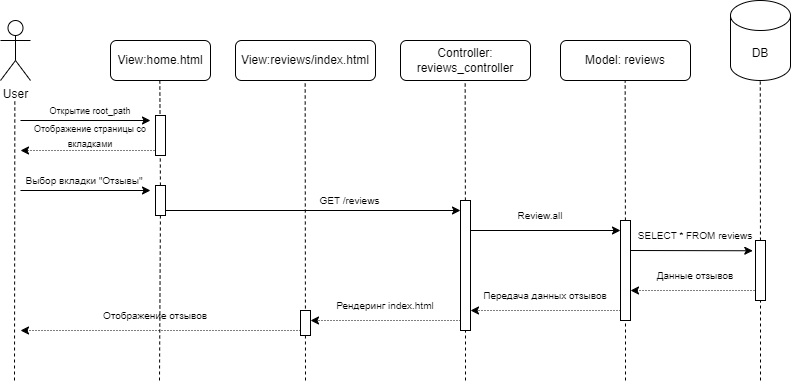 View:home.html
View:reviews/index.html
Controller:
reviews_controller
Model: reviews
DB
User
Открытие root_path
Отображение страницы со
вкладками
Выбор вкладки "Отзывы"
GET /reviews
Review.all
SELECT * FROM reviews
Данные отзывов
Передача данных отзывов
Рендеринг index.html
Отображение отзывов